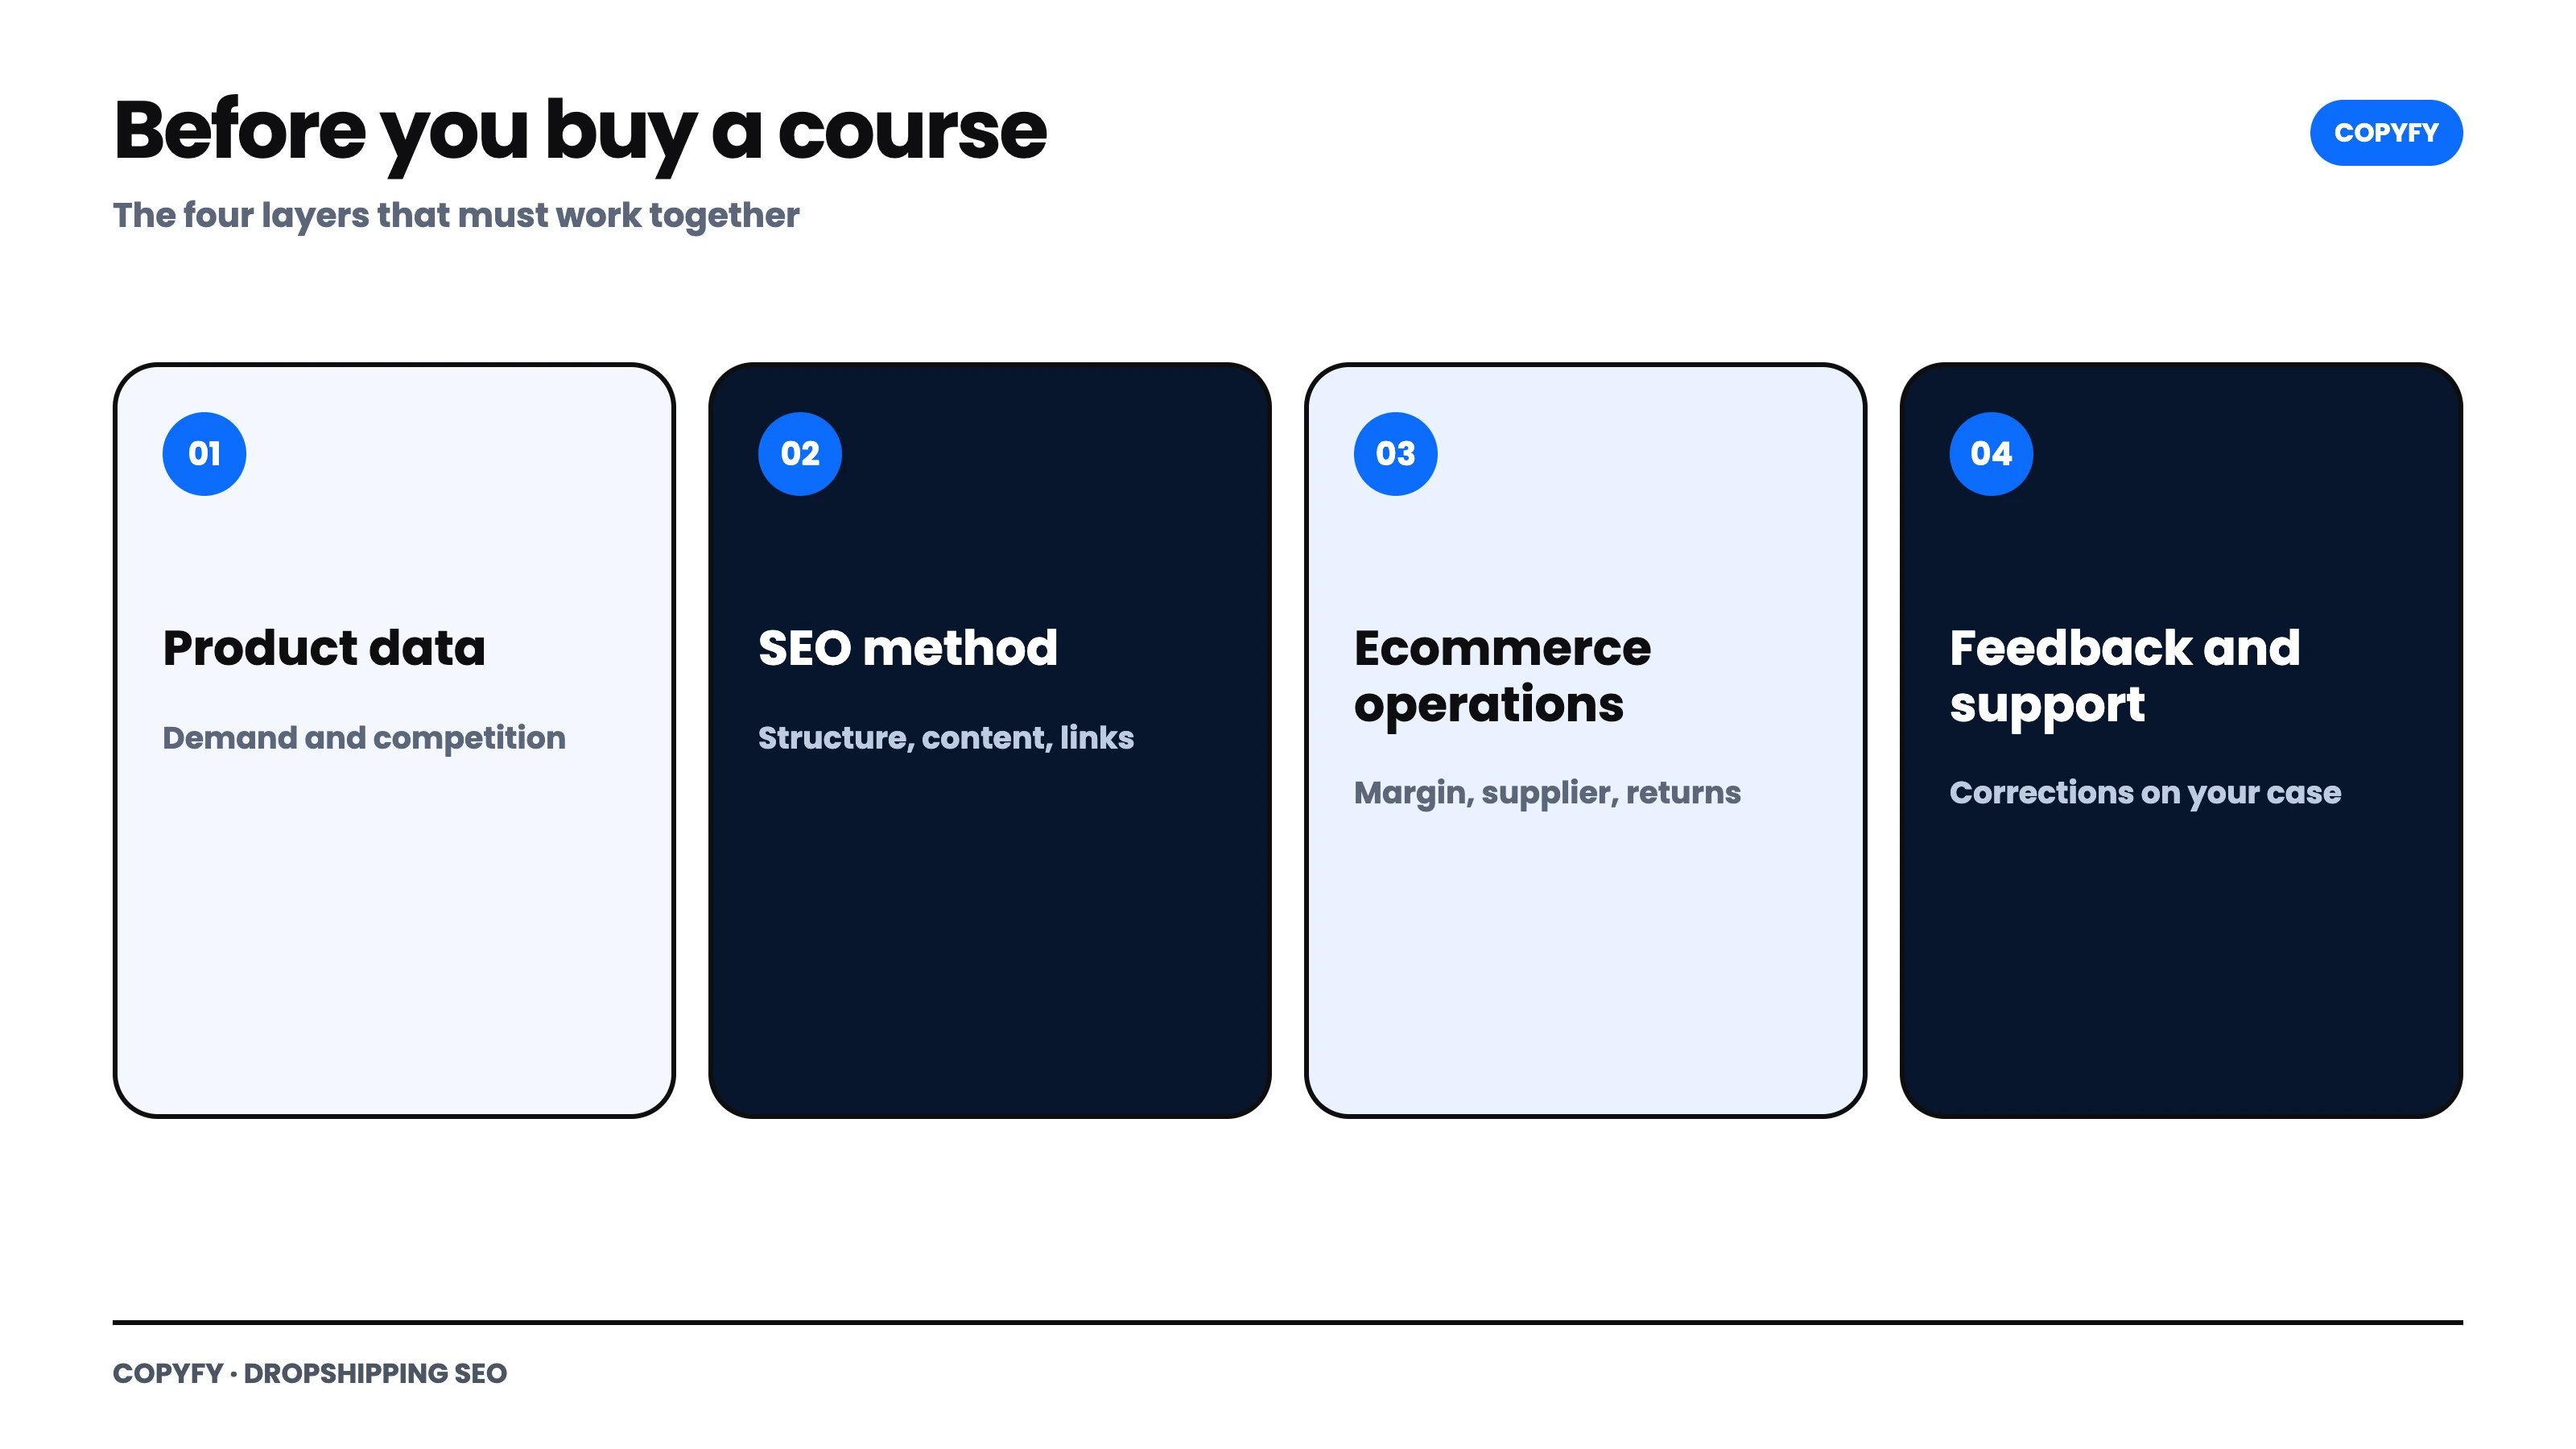 Before you buy a course
COPYFY
The four layers that must work together
01
Product data
Demand and competition
02
SEO method
Structure, content, links
03
Ecommerce
operations
Margin, supplier, returns
04
Feedback and
support
Corrections on your case
COPYFY · DROPSHIPPING SEO